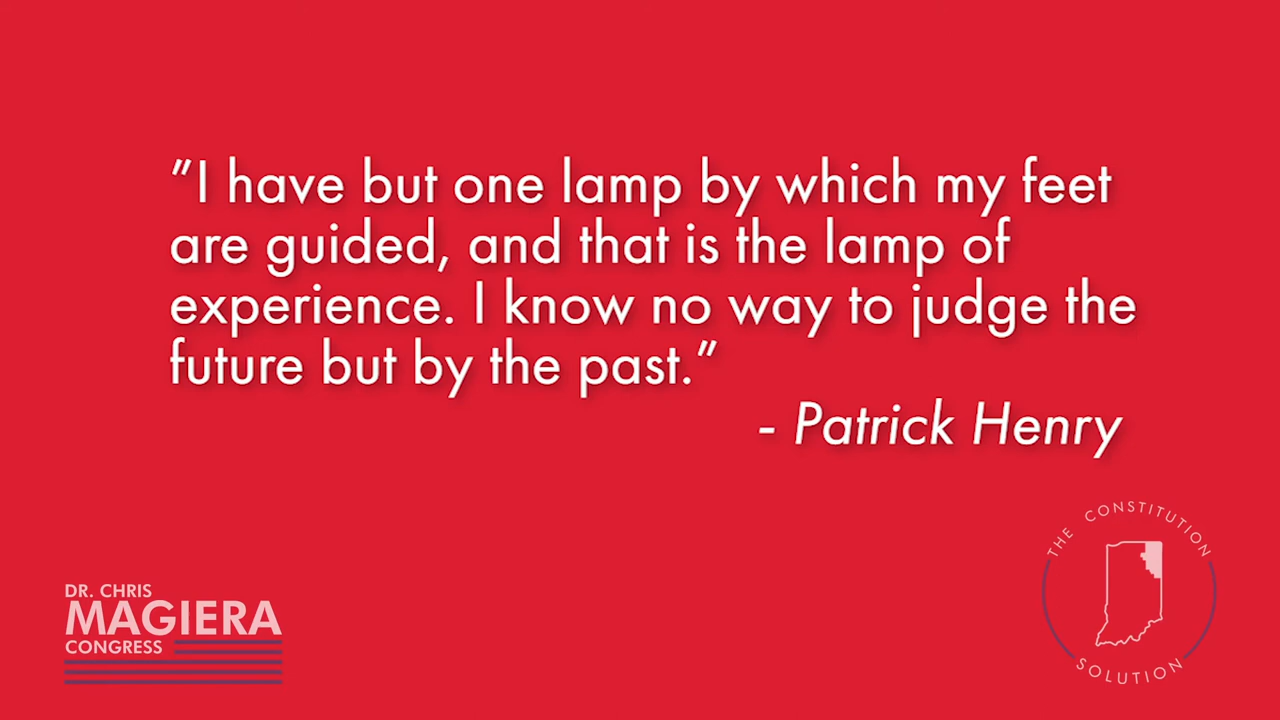 "I have but one lamp by which my feet
are guided, and that is the lamp of
experience. I know no way to judge the
future but by the past."
- Patrick Henry
THE CONSTITUTION
SOLUTION
DR. CHRIS
MAGIERA
CONGRESS